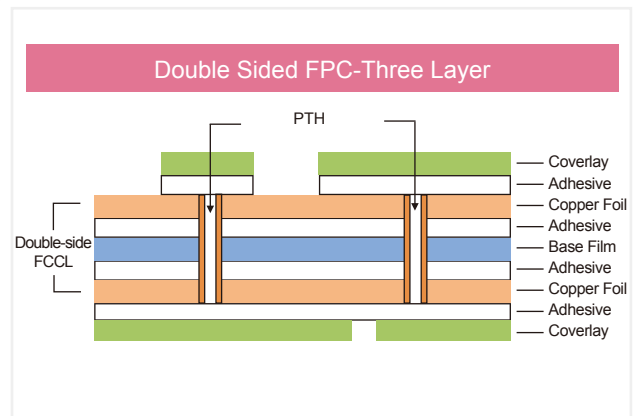 Double Sided FPC-Three Layer
PTH
Coverlay
Adhesive
Copper Foil
Adhesive
Base Film
Adhesive
Copper Foil
Adhesive
Coverlay
Double-side
FCCL